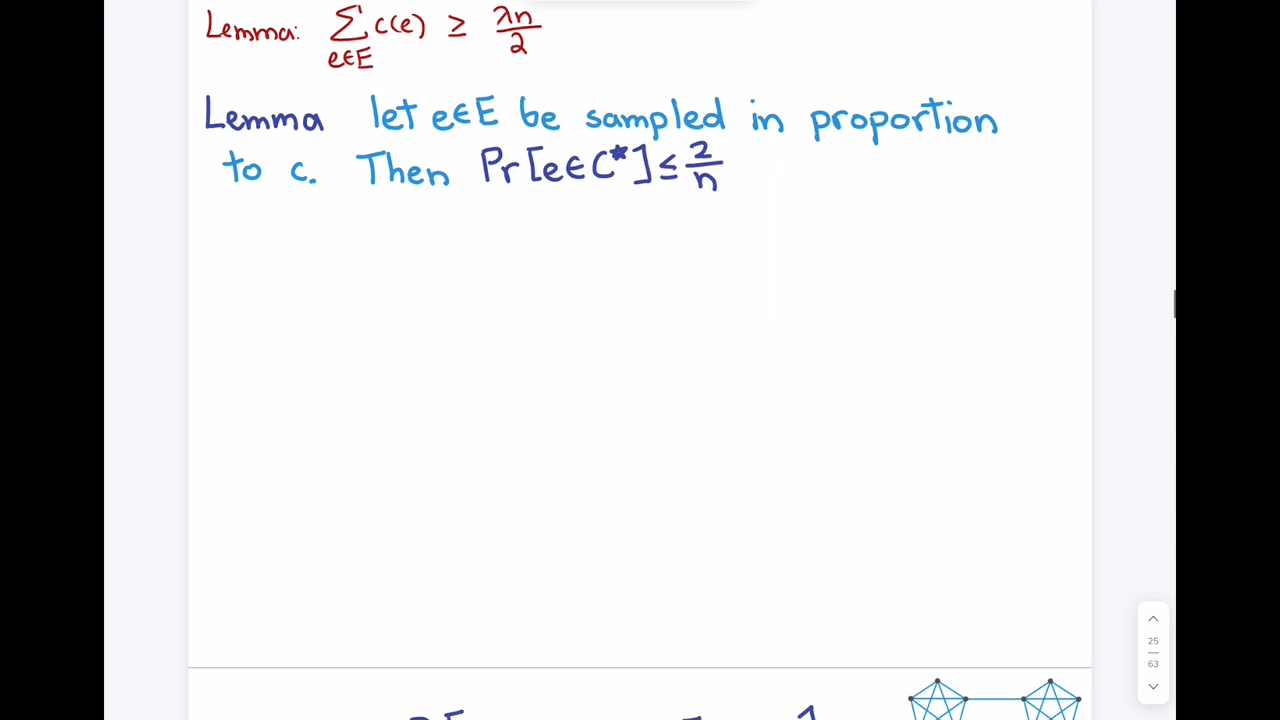 Lemma: ∑ c(e) ≥ λn/2
e∈E
Lemma let e∈E be sampled in proportion
to c. Then Pr[e∈C*] ≤ 2/n
25
63